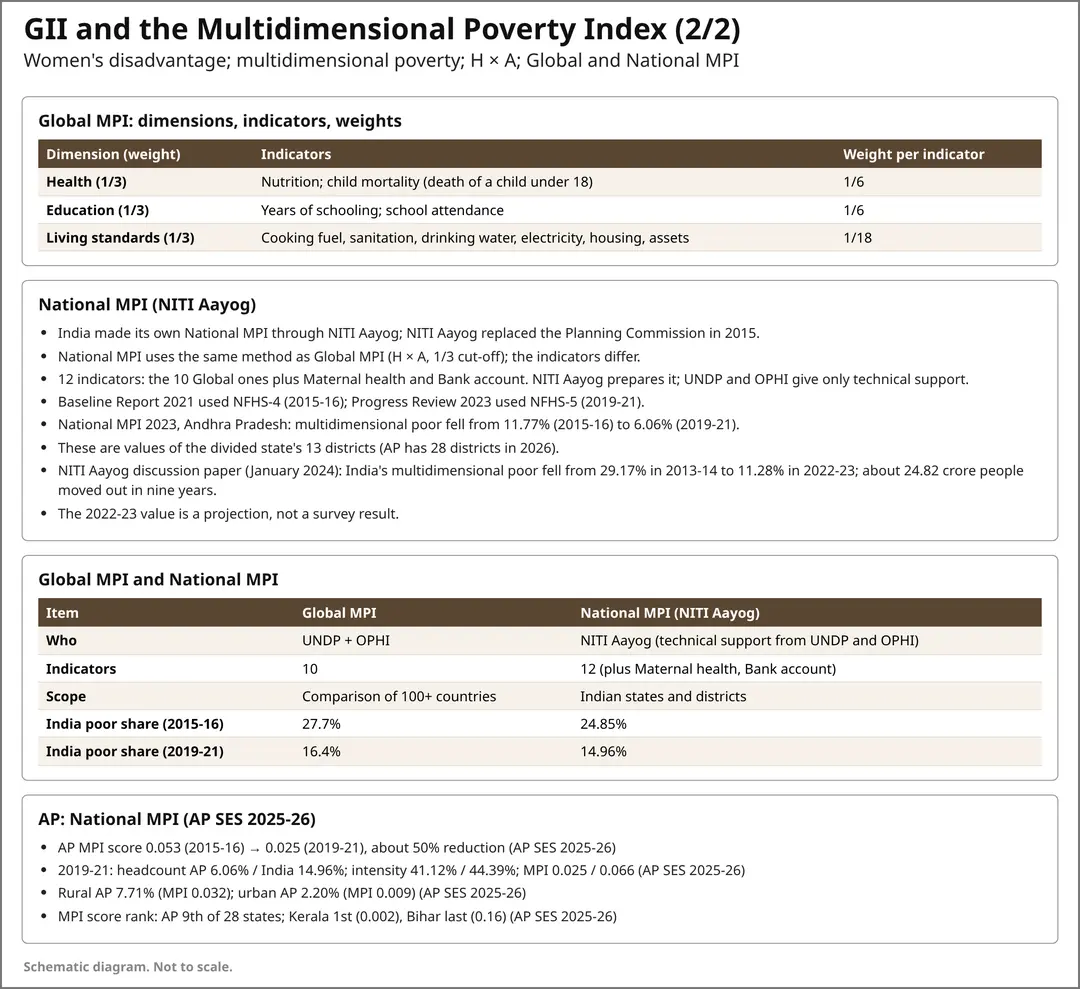 GII and the Multidimensional Poverty Index (2/2)
Women's disadvantage; multidimensional poverty; H × A; Global and National MPI
Global MPI: dimensions, indicators, weights
Dimension (weight) Indicators Weight per indicator
Health (1/3) Nutrition; child mortality (death of a child under 18) 1/6
Education (1/3) Years of schooling; school attendance 1/6
Living standards (1/3) Cooking fuel, sanitation, drinking water, electricity, housing, assets 1/18
National MPI (NITI Aayog)
• India made its own National MPI through NITI Aayog; NITI Aayog replaced the Planning Commission in 2015.
• National MPI uses the same method as Global MPI (H × A, 1/3 cut-off); the indicators differ.
• 12 indicators: the 10 Global ones plus Maternal health and Bank account. NITI Aayog prepares it; UNDP and OPHI give only technical support.
• Baseline Report 2021 used NFHS-4 (2015-16); Progress Review 2023 used NFHS-5 (2019-21).
• National MPI 2023, Andhra Pradesh: multidimensional poor fell from 11.77% (2015-16) to 6.06% (2019-21).
• These are values of the divided state's 13 districts (AP has 28 districts in 2026).
• NITI Aayog discussion paper (January 2024): India's multidimensional poor fell from 29.17% in 2013-14 to 11.28% in 2022-23; about 24.82 crore people
moved out in nine years.
• The 2022-23 value is a projection, not a survey result.
Global MPI and National MPI
Item Global MPI National MPI (NITI Aayog)
Who UNDP + OPHI NITI Aayog (technical support from UNDP and OPHI)
Indicators 10 12 (plus Maternal health, Bank account)
Scope Comparison of 100+ countries Indian states and districts
India poor share (2015-16) 27.7% 24.85%
India poor share (2019-21) 16.4% 14.96%
AP: National MPI (AP SES 2025-26)
• AP MPI score 0.053 (2015-16) → 0.025 (2019-21), about 50% reduction (AP SES 2025-26)
• 2019-21: headcount AP 6.06% / India 14.96%; intensity 41.12% / 44.39%; MPI 0.025 / 0.066 (AP SES 2025-26)
• Rural AP 7.71% (MPI 0.032); urban AP 2.20% (MPI 0.009) (AP SES 2025-26)
• MPI score rank: AP 9th of 28 states; Kerala 1st (0.002), Bihar last (0.16) (AP SES 2025-26)
Schematic diagram. Not to scale.